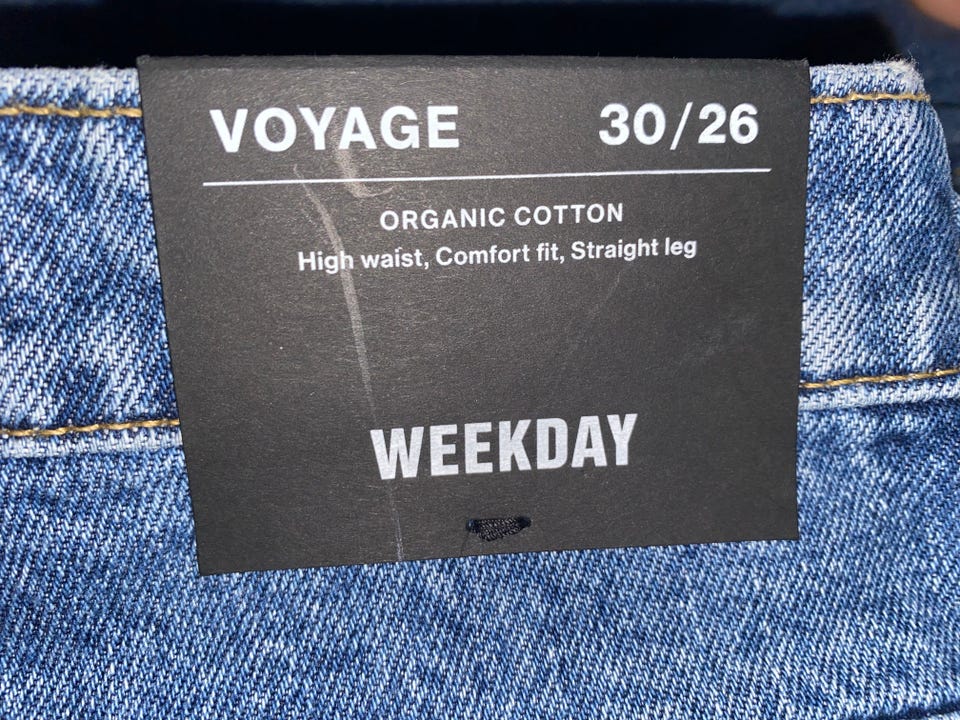 VOYAGE 30/26
ORGANIC COTTON
High waist, Comfort fit, Straight leg
WEEKDAY